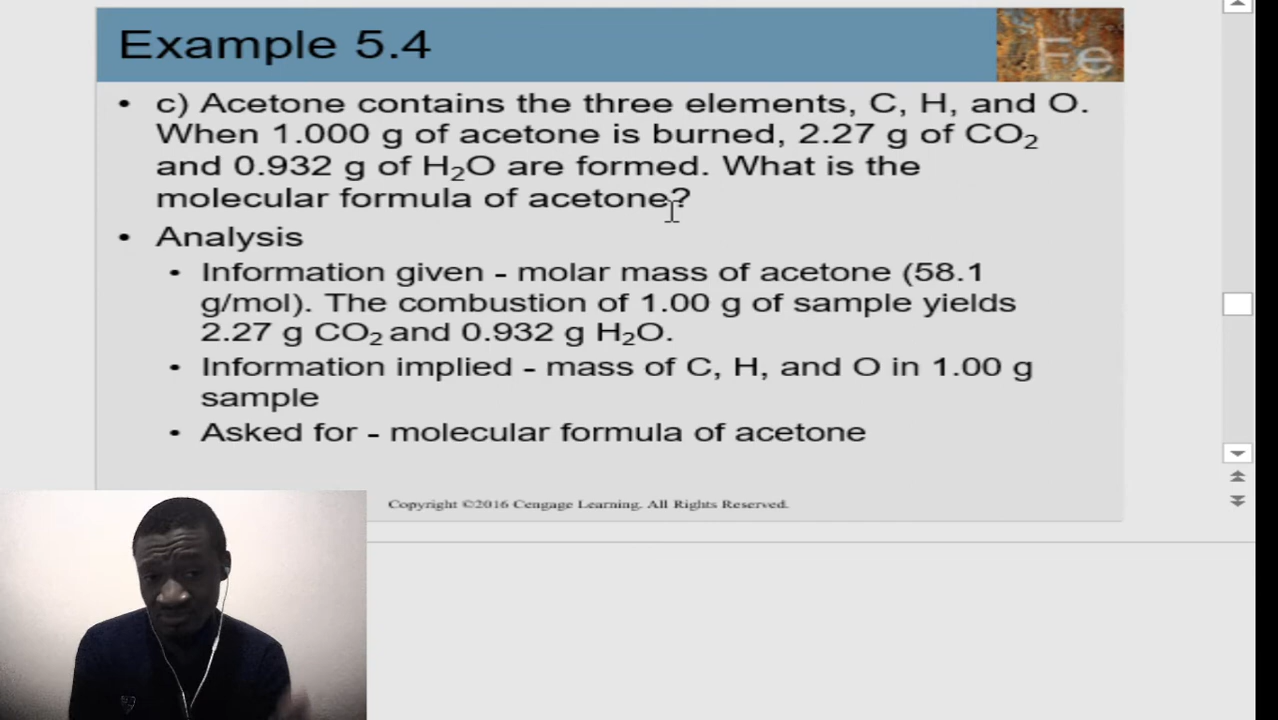 Example 5.4
Fe
• c) Acetone contains the three elements, C, H, and O.
When 1.000 g of acetone is burned, 2.27 g of CO₂
and 0.932 g of H₂O are formed. What is the
molecular formula of acetone?
• Analysis
• Information given - molar mass of acetone (58.1
g/mol). The combustion of 1.00 g of sample yields
2.27 g CO₂ and 0.932 g H₂O.
• Information implied - mass of C, H, and O in 1.00 g
sample
• Asked for - molecular formula of acetone
Copyright ©2016 Cengage Learning. All Rights Reserved.